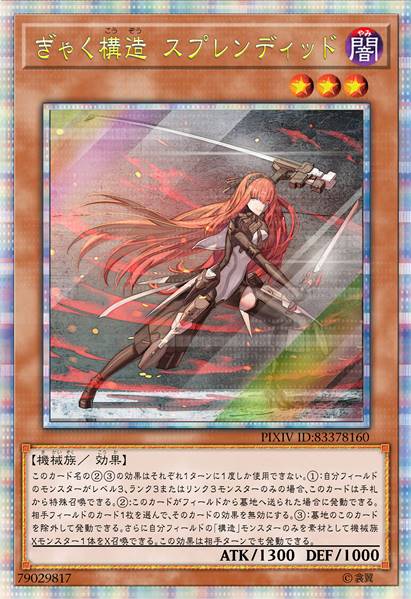 ぎゃく構造 スプレンディッド
こう ぞう
やみ
闇
PIXIV ID:83378160
【機械族／ 効果】
このカード名の②③の効果はそれぞれ1ターンに1度しか使用できない。①：自分フィールド
のモンスターがレベル3、ランク3またはリンク3モンスターのみの場合、このカードは手札
から特殊召喚できる。②：このカードがフィールドから墓地へ送られた場合に発動できる。
相手フィールドのカード1枚を選んで、そのカードの効果を無効にする。③：墓地のこのカード
を除外して発動できる。さらに自分フィールドの「構造」モンスターのみを素材として機械族
Xモンスター1体をX召喚できる。この効果は相手ターンでも発動できる。
ATK/1300 DEF/1000
79029817
©袞翼